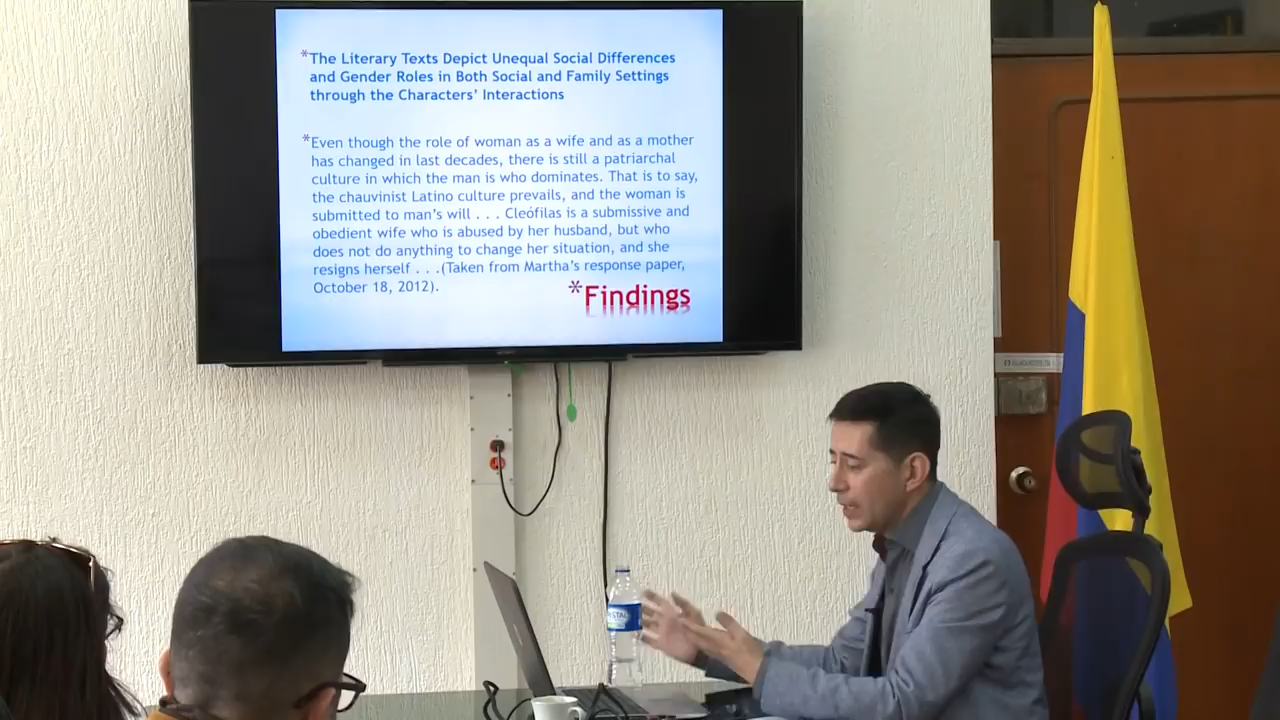 *The Literary Texts Depict Unequal Social Differences
and Gender Roles in Both Social and Family Settings
through the Characters' Interactions
*Even though the role of woman as a wife and as a mother
has changed in last decades, there is still a patriarchal
culture in which the man is who dominates. That is to say,
the chauvinist Latino culture prevails, and the woman is
submitted to man's will . . . Cleófilas is a submissive and
obedient wife who is abused by her husband, but who
does not do anything to change her situation, and she
resigns herself . . .(Taken from Martha's response paper,
October 18, 2012).
*Findings